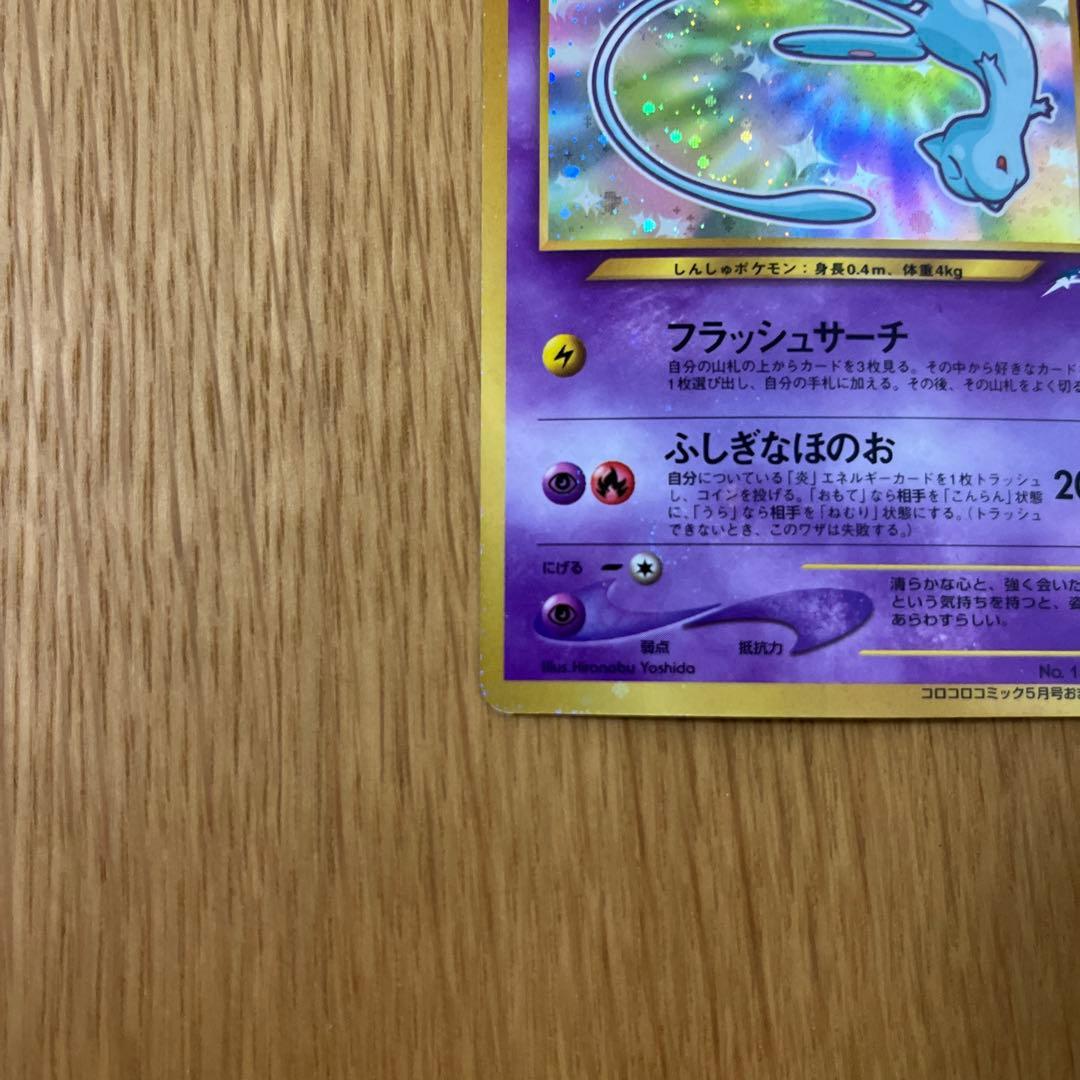 しんしゅポケモン：身長0.4m、体重4kg
フラッシュサーチ
自分の山札の上からカードを3枚見る。その中から好きなカード
1枚選び出し、自分の手札に加える。その後、その山札をよく切る
ふしぎなほのお
自分についている「炎」エネルギーカードを1枚トラッシュ
し、コインを投げる。「おもて」なら相手を「こんらん」状態
に、「うら」なら相手を「ねむり」状態にする。（トラッシュ
できないとき、このワザは失敗する。）
20
にげる
清らかな心と、強く会いた
という気持ちを持つと、姿
あらわすらしい。
弱点 抵抗力
Illus. Hironobu Yoshida
No. 1
コロコロコミック5月号おま